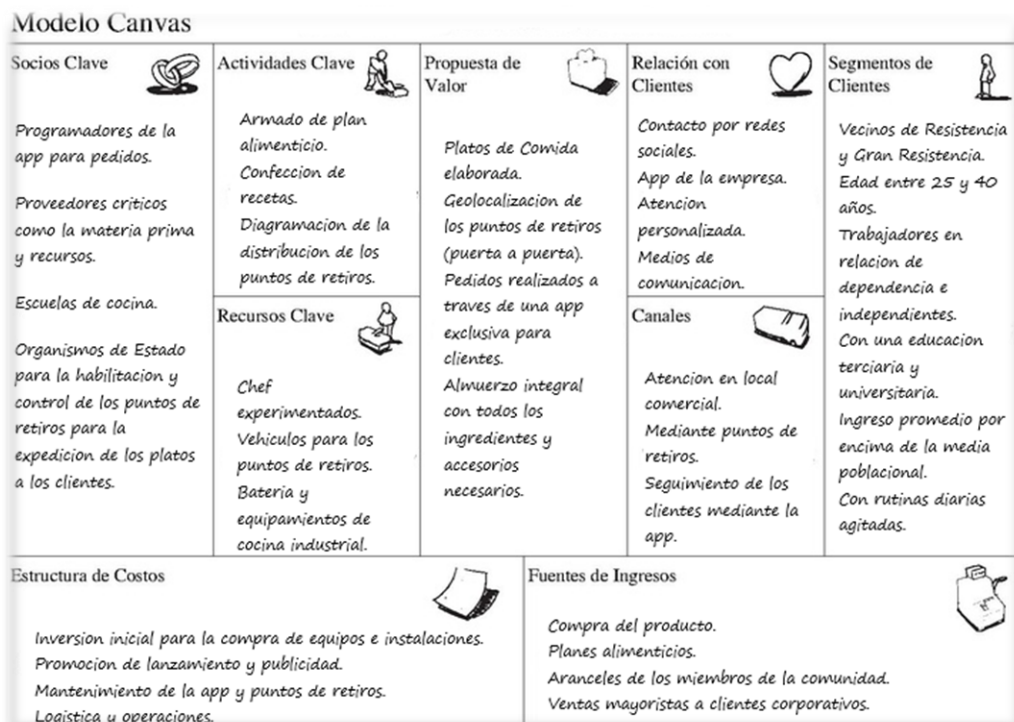 Modelo Canvas
Socios Clave
Programadores de la
app para pedidos.
Proveedores criticos
como la materia prima
y recursos.
Escuelas de cocina.
Organismos de Estado
para la habilitacion y
control de los puntos de
retiros para la
expedicion de los platos
a los clientes.
Actividades Clave
Armado de plan
alimenticio.
Confeccion de
recetas.
Diagramacion de la
distribucion de los
puntos de retiros.
Recursos Clave
Chef
experimentados.
Vehiculos para los
puntos de retiros.
Bateria y
equipamientos de
cocina industrial.
Propuesta de
Valor
Platos de Comida
elaborada.
Geolocalizacion de
los puntos de retiros
(puerta a puerta).
Pedidos realizados a
traves de una app
exclusiva para
clientes.
Almuerzo integral
con todos los
ingredientes y
accesorios
necesarios.
Relación con
Clientes
Contacto por redes
sociales.
App de la empresa.
Atencion
personalizada.
Medios de
comunicacion.
Canales
Atencion en local
comercial.
Mediante puntos de
retiros.
Seguimiento de los
clientes mediante la
app.
Segmentos de
Clientes
Vecinos de Resistencia
y Gran Resistencia.
Edad entre 25 y 40
años.
Trabajadores en
relacion de
dependencia e
independientes.
Con una educacion
terciaria y
universitaria.
Ingreso promedio por
encima de la media
poblacional.
Con rutinas diarias
agitadas.
Estructura de Costos
Inversion inicial para la compra de equipos e instalaciones.
Promocion de lanzamiento y publicidad.
Mantenimiento de la app y puntos de retiros.
Logistica y operaciones.
Fuentes de Ingresos
Compra del producto.
Planes alimenticios.
Aranceles de los miembros de la comunidad.
Ventas mayoristas a clientes corporativos.